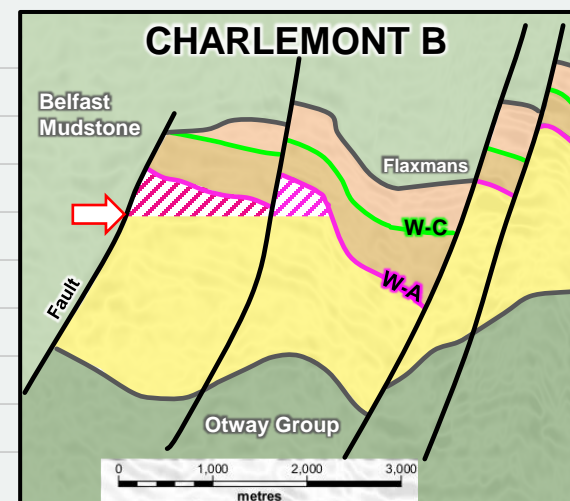 CHARLEMONT B
Belfast
Mudstone
Flaxmans
W-C
W-A
Fault
Otway Group
0 1,000 2,000 3,000
metres